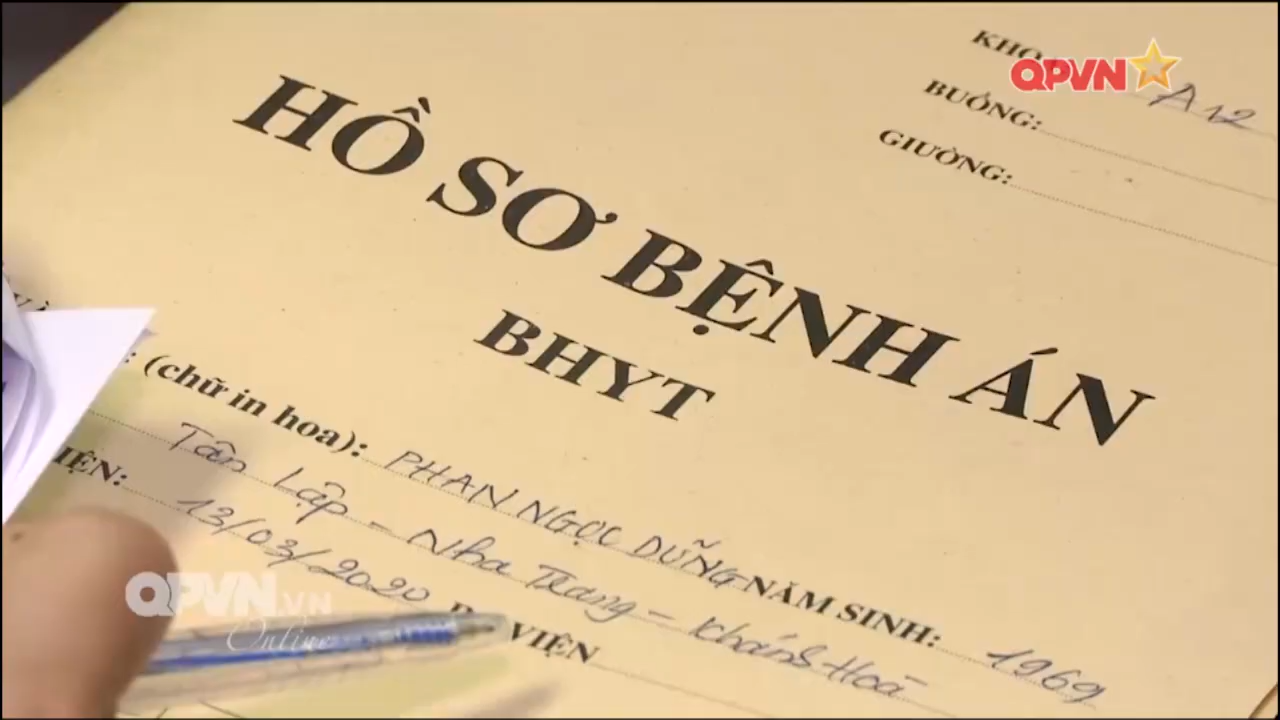 QPVN
A12
BUỒNG:
GIƯỜNG:
HỒ SƠ BỆNH ÁN
BHYT
(chữ in hoa): PHAN NGỌC DŨNG NĂM SINH: 1969
Tân Lập - Nha Trang - Khánh Hoà
13/03/2020 VIỆN
QPVN.VN
Online